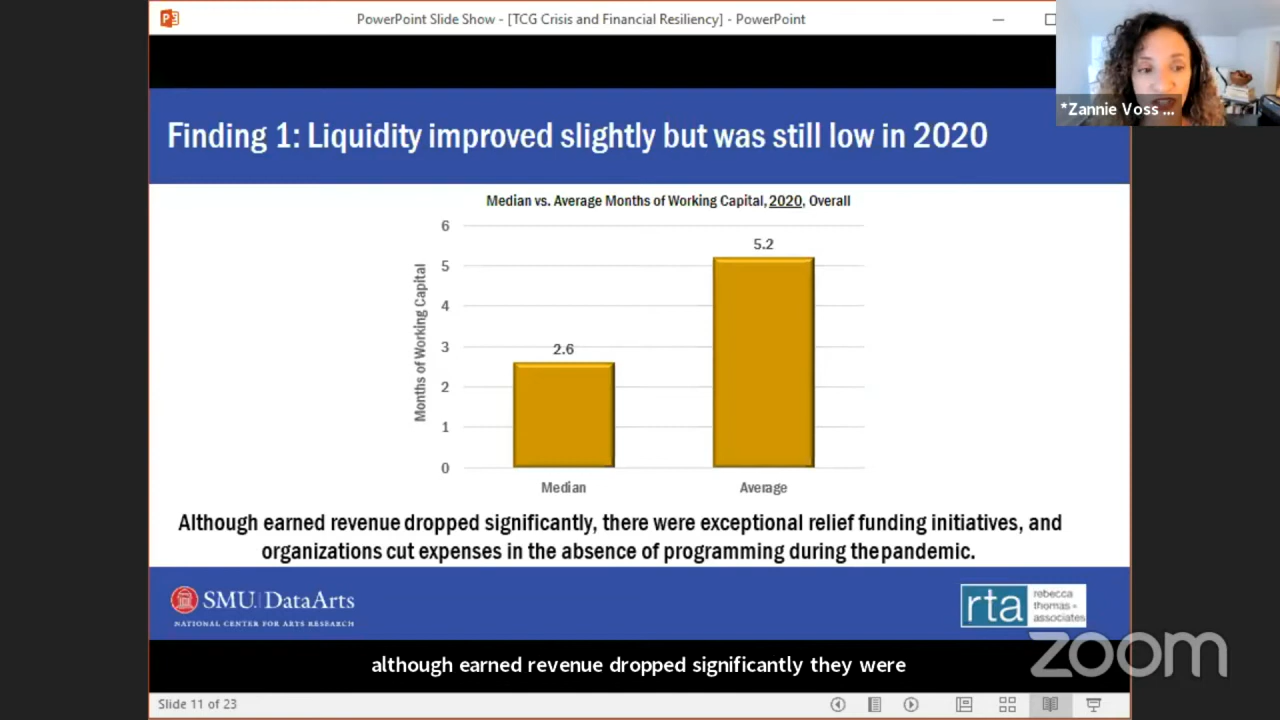 PowerPoint Slide Show - [TCG Crisis and Financial Resiliency] - PowerPoint
*Zannie Voss ...
Finding 1: Liquidity improved slightly but was still low in 2020
Median vs. Average Months of Working Capital, 2020, Overall
Months of Working Capital
6
5
4
3
2
1
0
2.6
5.2
Median
Average
Although earned revenue dropped significantly, there were exceptional relief funding initiatives, and
organizations cut expenses in the absence of programming during thepandemic.
SMU DataArts
NATIONAL CENTER FOR ARTS RESEARCH
rta
rebecca
thomas +
associates
zoom
although earned revenue dropped significantly they were
Slide 11 of 23